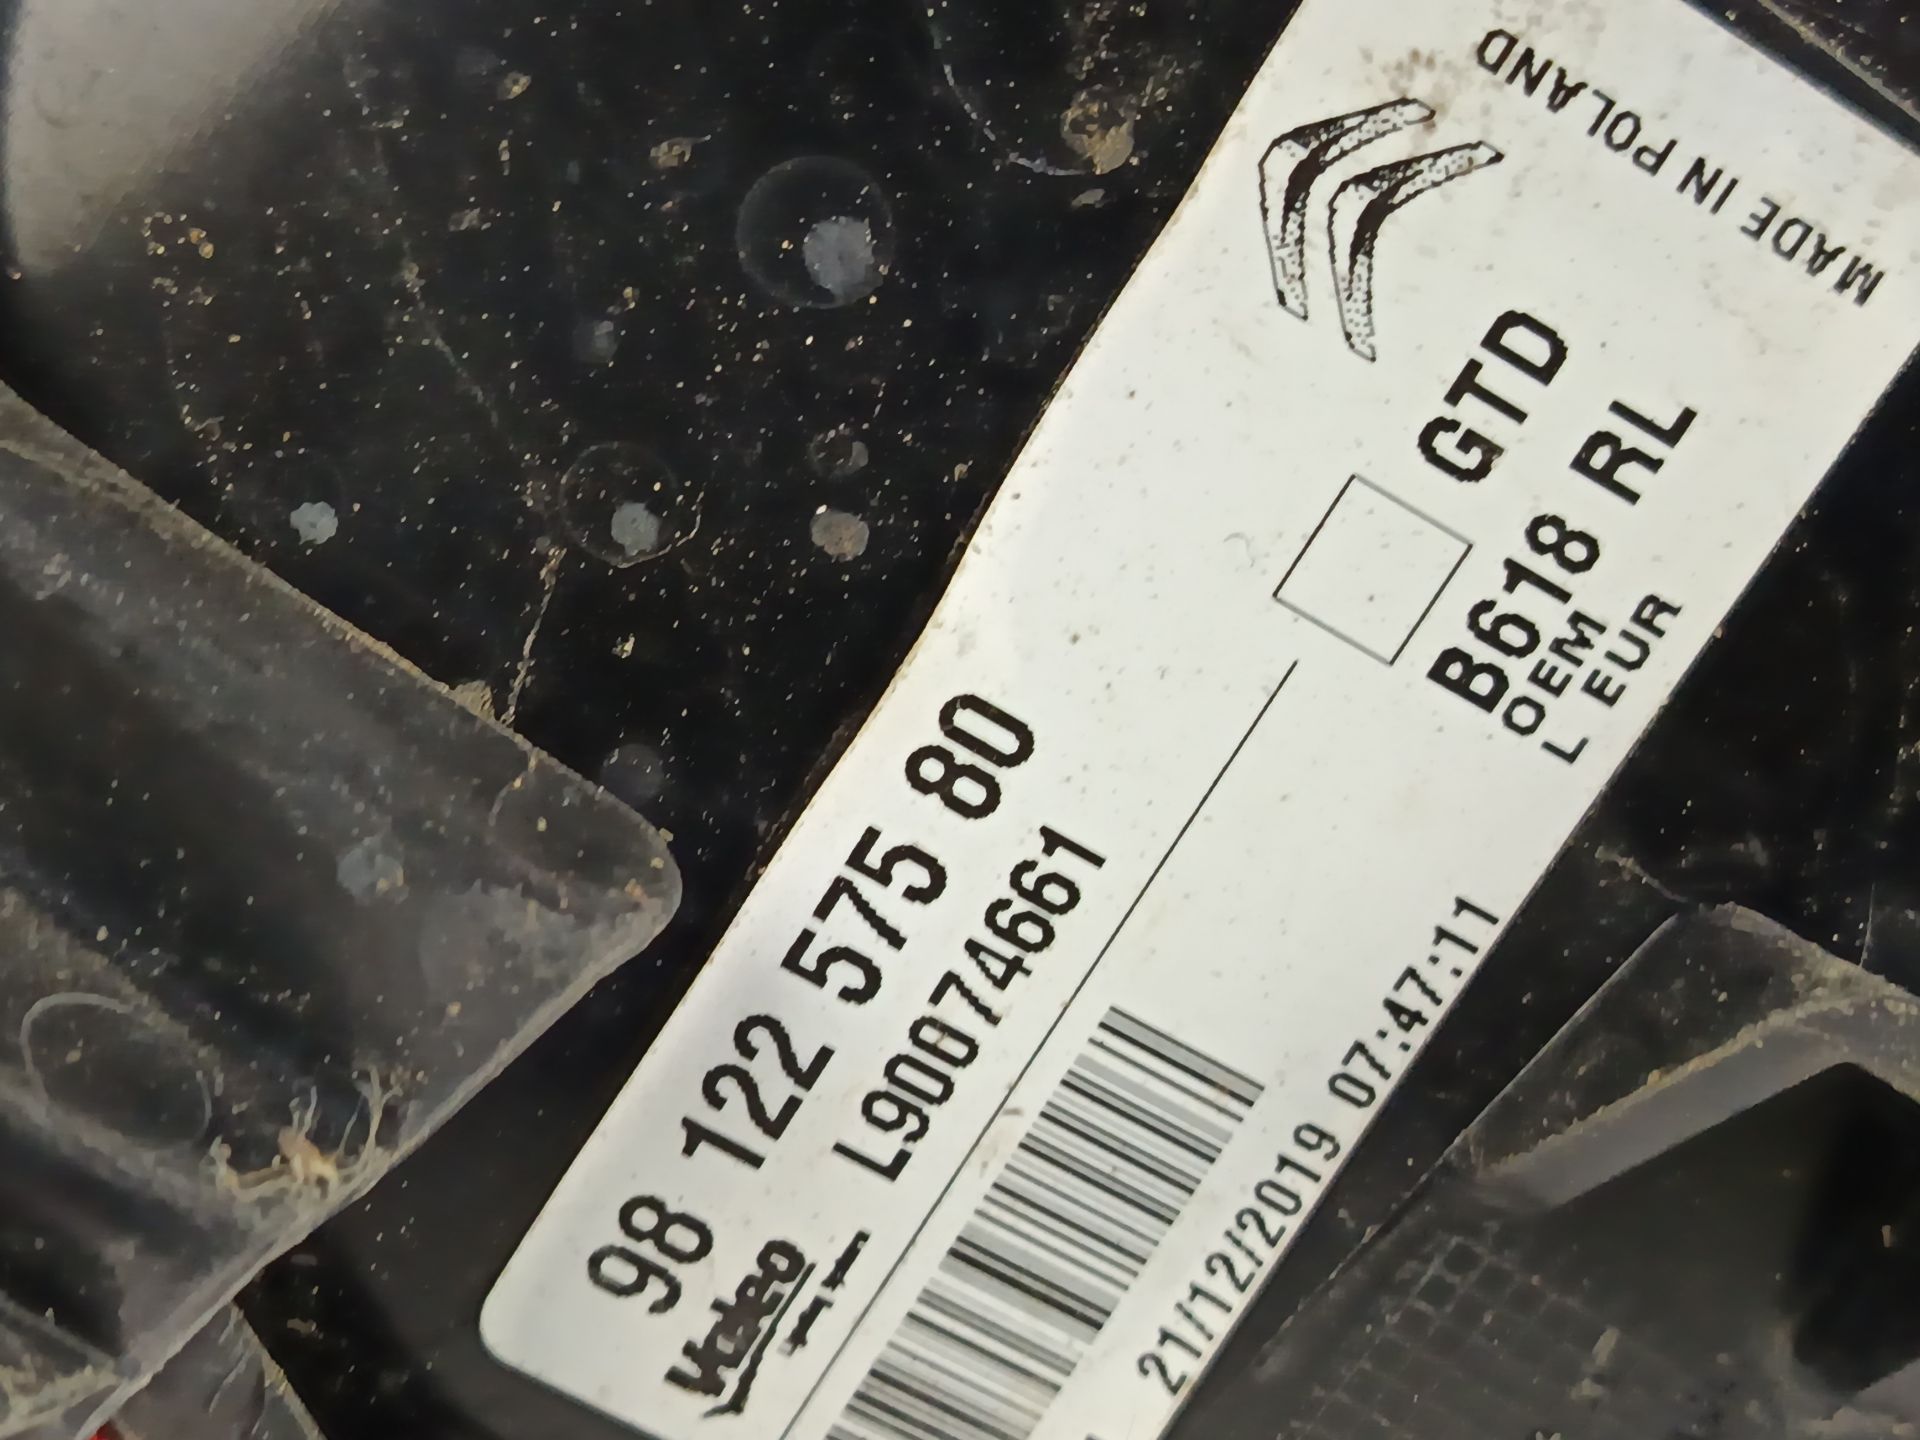 98 122 575 80
Valeo
L90074661
21/12/2019 07:47:11
GTD
B618 RL
OEM
L EUR
MADE IN POLAND